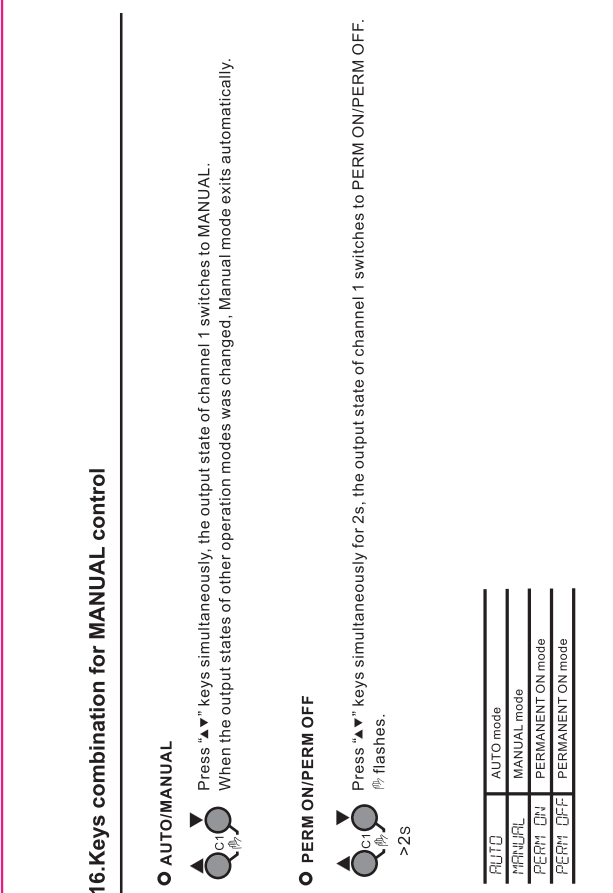 16.Keys combination for MANUAL control
AUTO/MANUAL
C1
Press “▲▼” keys simultaneously, the output state of channel 1 switches to MANUAL.
When the output states of other operation modes was changed, Manual mode exits automatically.
PERM ON/PERM OFF
C1
>2s
Press “▲▼” keys simultaneously for 2s, the output state of channel 1 switches to PERM ON/PERM OFF.
flashes.
AUTO AUTO mode
MANUAL MANUAL mode
PERM ON PERMANENT ON mode
PERM OFF PERMANENT ON mode